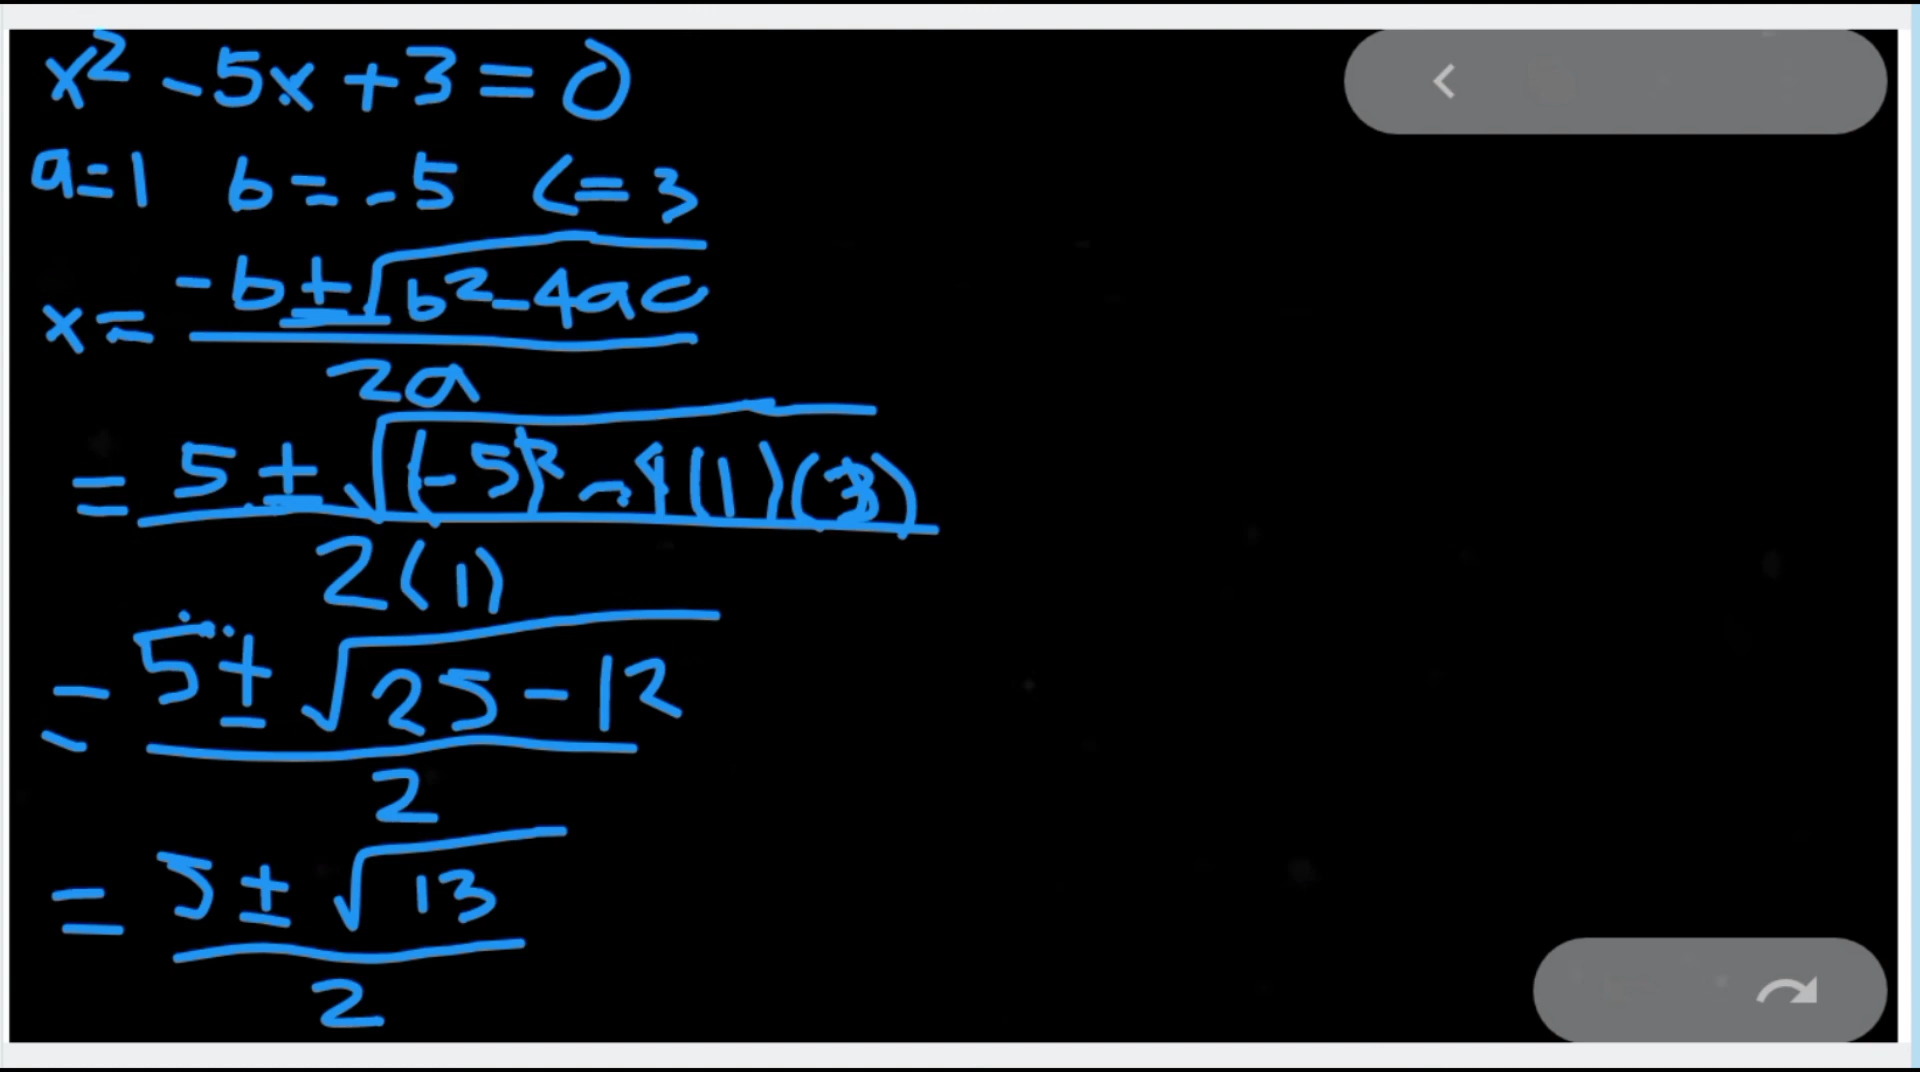 x² - 5x + 3 = 0
a=1 b = -5 c = 3
x = (-b ± √(b² - 4ac)) / 2a
= (5 ± √((-5)² - 4(1)(3))) / 2(1)
= (5 ± √(25 - 12)) / 2
= (5 ± √13) / 2